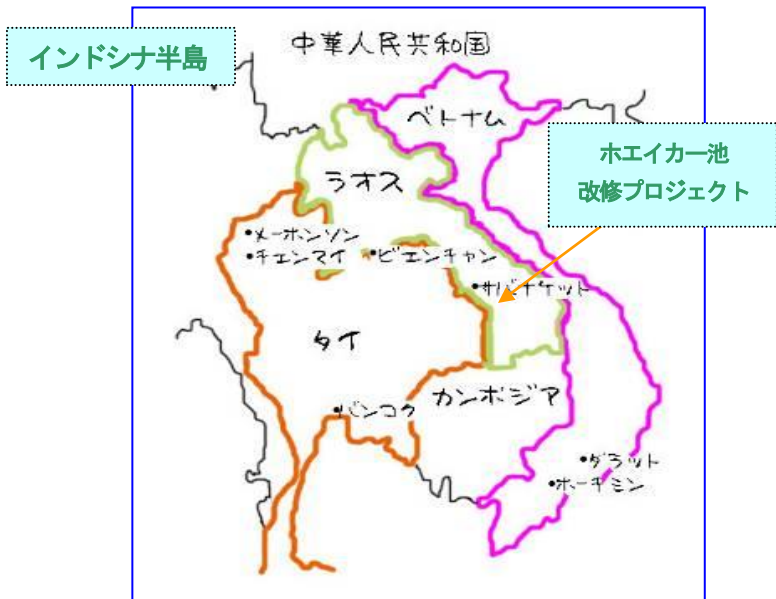 インドシナ半島
中華人民共和国
ベトナム
ホエイカー池
改修プロジェクト
ラオス
・メーホンソン
・チェンマイ
・ビエンチャン
・サバナケット
タイ
カンボジア
・バンコク
・ダラット
・ホーチミン